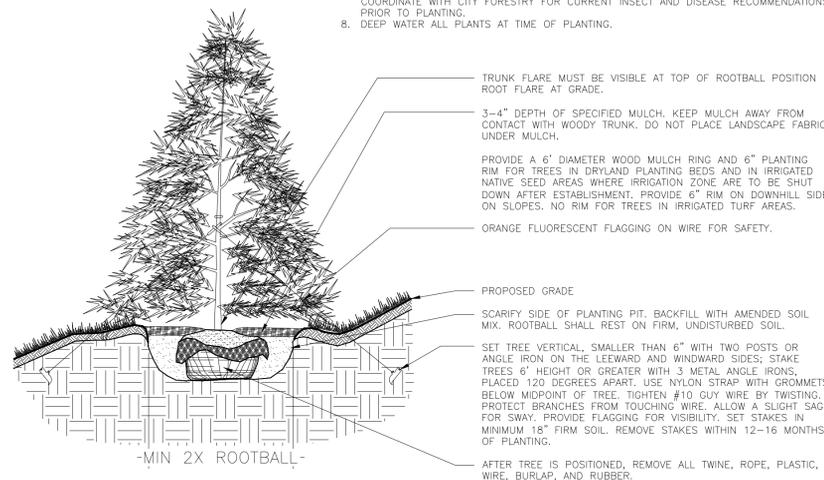 COORDINATE WITH CITY FORESTRY FOR CURRENT INSECT AND DISEASE RECOMMENDATIONS
PRIOR TO PLANTING.
8. DEEP WATER ALL PLANTS AT TIME OF PLANTING.
TRUNK FLARE MUST BE VISIBLE AT TOP OF ROOTBALL POSITION
ROOT FLARE AT GRADE.
3-4" DEPTH OF SPECIFIED MULCH. KEEP MULCH AWAY FROM
CONTACT WITH WOODY TRUNK. DO NOT PLACE LANDSCAPE FABRIC
UNDER MULCH.
PROVIDE A 6' DIAMETER WOOD MULCH RING AND 6" PLANTING
RIM FOR TREES IN DRYLAND PLANTING BEDS AND IN IRRIGATED
NATIVE SEED AREAS WHERE IRRIGATION ZONE ARE TO BE SHUT
DOWN AFTER ESTABLISHMENT. PROVIDE 6" RIM ON DOWNHILL SIDE
ON SLOPES. NO RIM FOR TREES IN IRRIGATED TURF AREAS.
ORANGE FLUORESCENT FLAGGING ON WIRE FOR SAFETY.
PROPOSED GRADE
SCARIFY SIDE OF PLANTING PIT. BACKFILL WITH AMENDED SOIL
MIX. ROOTBALL SHALL REST ON FIRM, UNDISTURBED SOIL.
SET TREE VERTICAL, SMALLER THAN 6" WITH TWO POSTS OR
ANGLE IRON ON THE LEEWARD AND WINDWARD SIDES; STAKE
TREES 6' HEIGHT OR GREATER WITH 3 METAL ANGLE IRONS,
PLACED 120 DEGREES APART. USE NYLON STRAP WITH GROMMETS
BELOW MIDPOINT OF TREE. TIGHTEN #10 GUY WIRE BY TWISTING.
PROTECT BRANCHES FROM TOUCHING WIRE. ALLOW A SLIGHT SAG
FOR SWAY. PROVIDE FLAGGING FOR VISIBILITY. SET STAKES IN
MINIMUM 18" FIRM SOIL. REMOVE STAKES WITHIN 12-16 MONTHS
OF PLANTING.
-MIN 2X ROOTBALL-
AFTER TREE IS POSITIONED, REMOVE ALL TWINE, ROPE, PLASTIC,
WIRE, BURLAP, AND RUBBER.